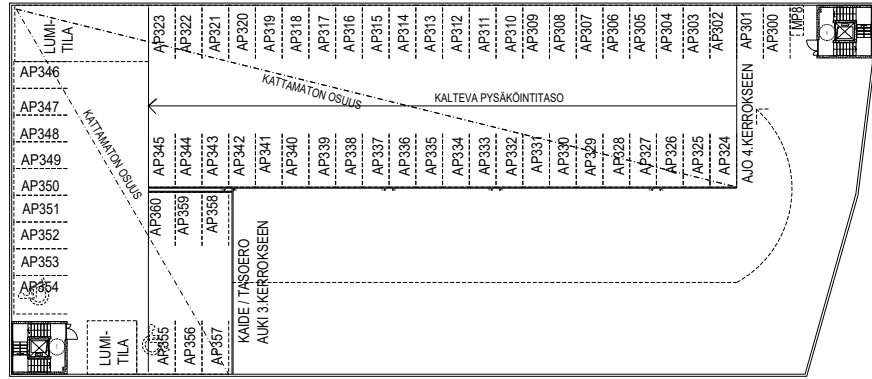 LUMI-
TILA
AP323
AP322
AP321
AP320
AP319
AP318
AP317
AP316
AP315
AP314
AP313
AP312
AP311
AP310
AP309
AP308
AP307
AP306
AP305
AP304
AP303
AP302
AP301
AP300
MP8
AP346
AP347
AP348
AP349
AP350
AP351
AP352
AP353
AP354
KATTAMATON OSUUS
KATTAMATON OSUUS
KALTEVA PYSÄKÖINTITASO
AJO 4.KERROKSEEN
AP345
AP344
AP343
AP342
AP341
AP340
AP339
AP338
AP337
AP336
AP335
AP334
AP333
AP332
AP331
AP330
AP329
AP328
AP327
AP326
AP325
AP324
AP360
AP359
AP358
KAIDE / TASOERO
AUKI 3.KERROKSEEN
LUMI-
TILA
AP355
AP356
AP357